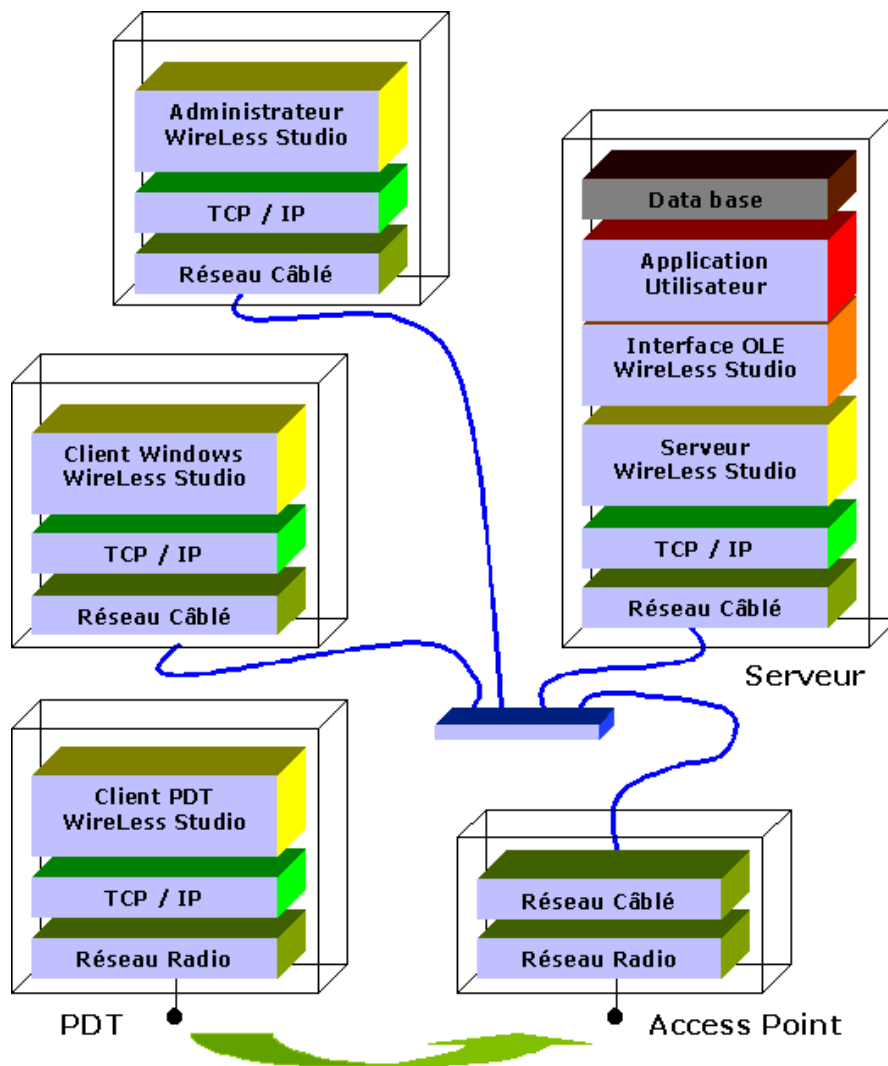 Administrateur
WireLess Studio
TCP / IP
Réseau Câblé
Data base
Application
Utilisateur
Interface OLE
WireLess Studio
Serveur
WireLess Studio
TCP / IP
Réseau Câblé
Serveur
Client Windows
WireLess Studio
TCP / IP
Réseau Câblé
Client PDT
WireLess Studio
TCP / IP
Réseau Radio
PDT
Réseau Câblé
Réseau Radio
Access Point